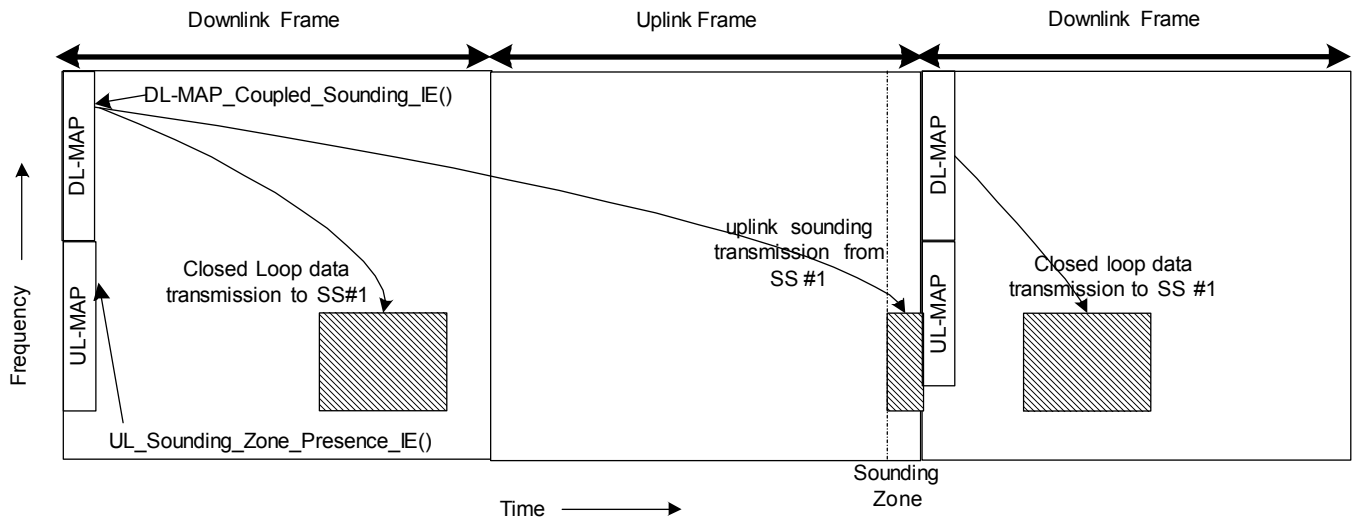 Downlink Frame
Uplink Frame
Downlink Frame
DL-MAP
DL-MAP_Coupled_Sounding_IE()
DL-MAP
Frequency
uplink sounding
transmission from
SS #1
Closed Loop data
transmission to SS#1
Closed loop data
transmission to SS #1
UL-MAP
UL-MAP
UL_Sounding_Zone_Presence_IE()
Sounding
Zone
Time